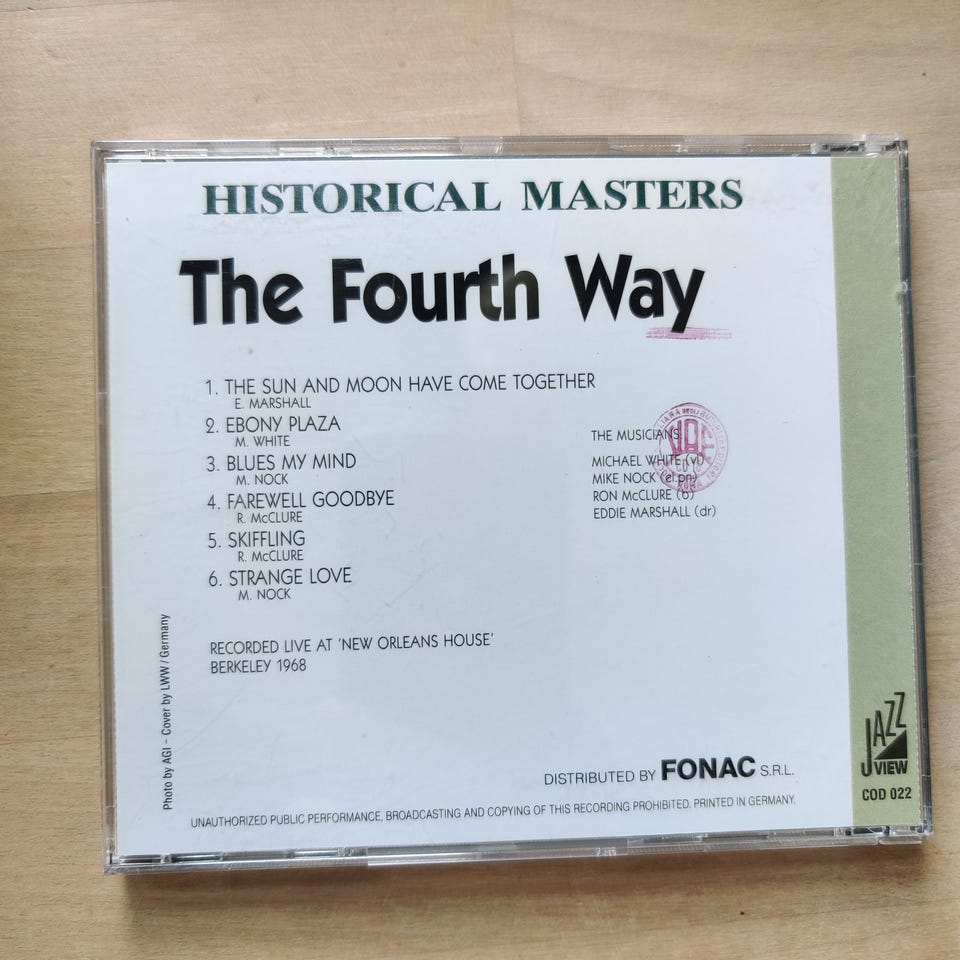 HISTORICAL MASTERS
The Fourth Way
1. THE SUN AND MOON HAVE COME TOGETHER
E. MARSHALL
2. EBONY PLAZA
M. WHITE
3. BLUES MY MIND
M. NOCK
4. FAREWELL GOODBYE
R. McCLURE
5. SKIFFLING
R. McCLURE
6. STRANGE LOVE
M. NOCK
THE MUSICIANS:
MICHAEL WHITE (vl)
MIKE NOCK (el.pn)
RON McCLURE (b)
EDDIE MARSHALL (dr)
RECORDED LIVE AT 'NEW ORLEANS HOUSE'
BERKELEY 1968
Photo by AGI - Cover by LWW / Germany
DISTRIBUTED BY FONAC S.R.L.
UNAUTHORIZED PUBLIC PERFORMANCE, BROADCASTING AND COPYING OF THIS RECORDING PROHIBITED. PRINTED IN GERMANY.
JAZZ
VIEW
COD 022